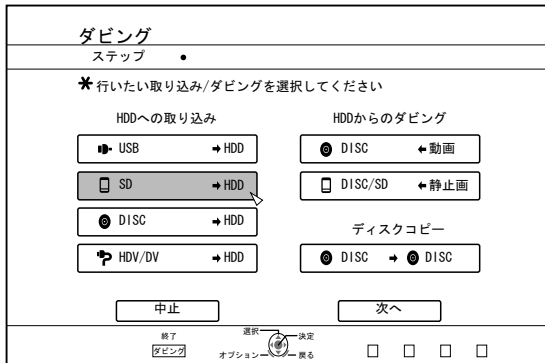 ダビング
ステップ
行いたい取り込み/ダビングを選択してください
HDDへの取り込み
USB ➡ HDD
SD ➡ HDD
DISC ➡ HDD
HDV/DV ➡ HDD
HDDからのダビング
DISC ⬅ 動画
DISC/SD ⬅ 静止画
ディスクコピー
DISC ➡ DISC
中止
次へ
終了
ダビング
選択
決定
オプション
戻る